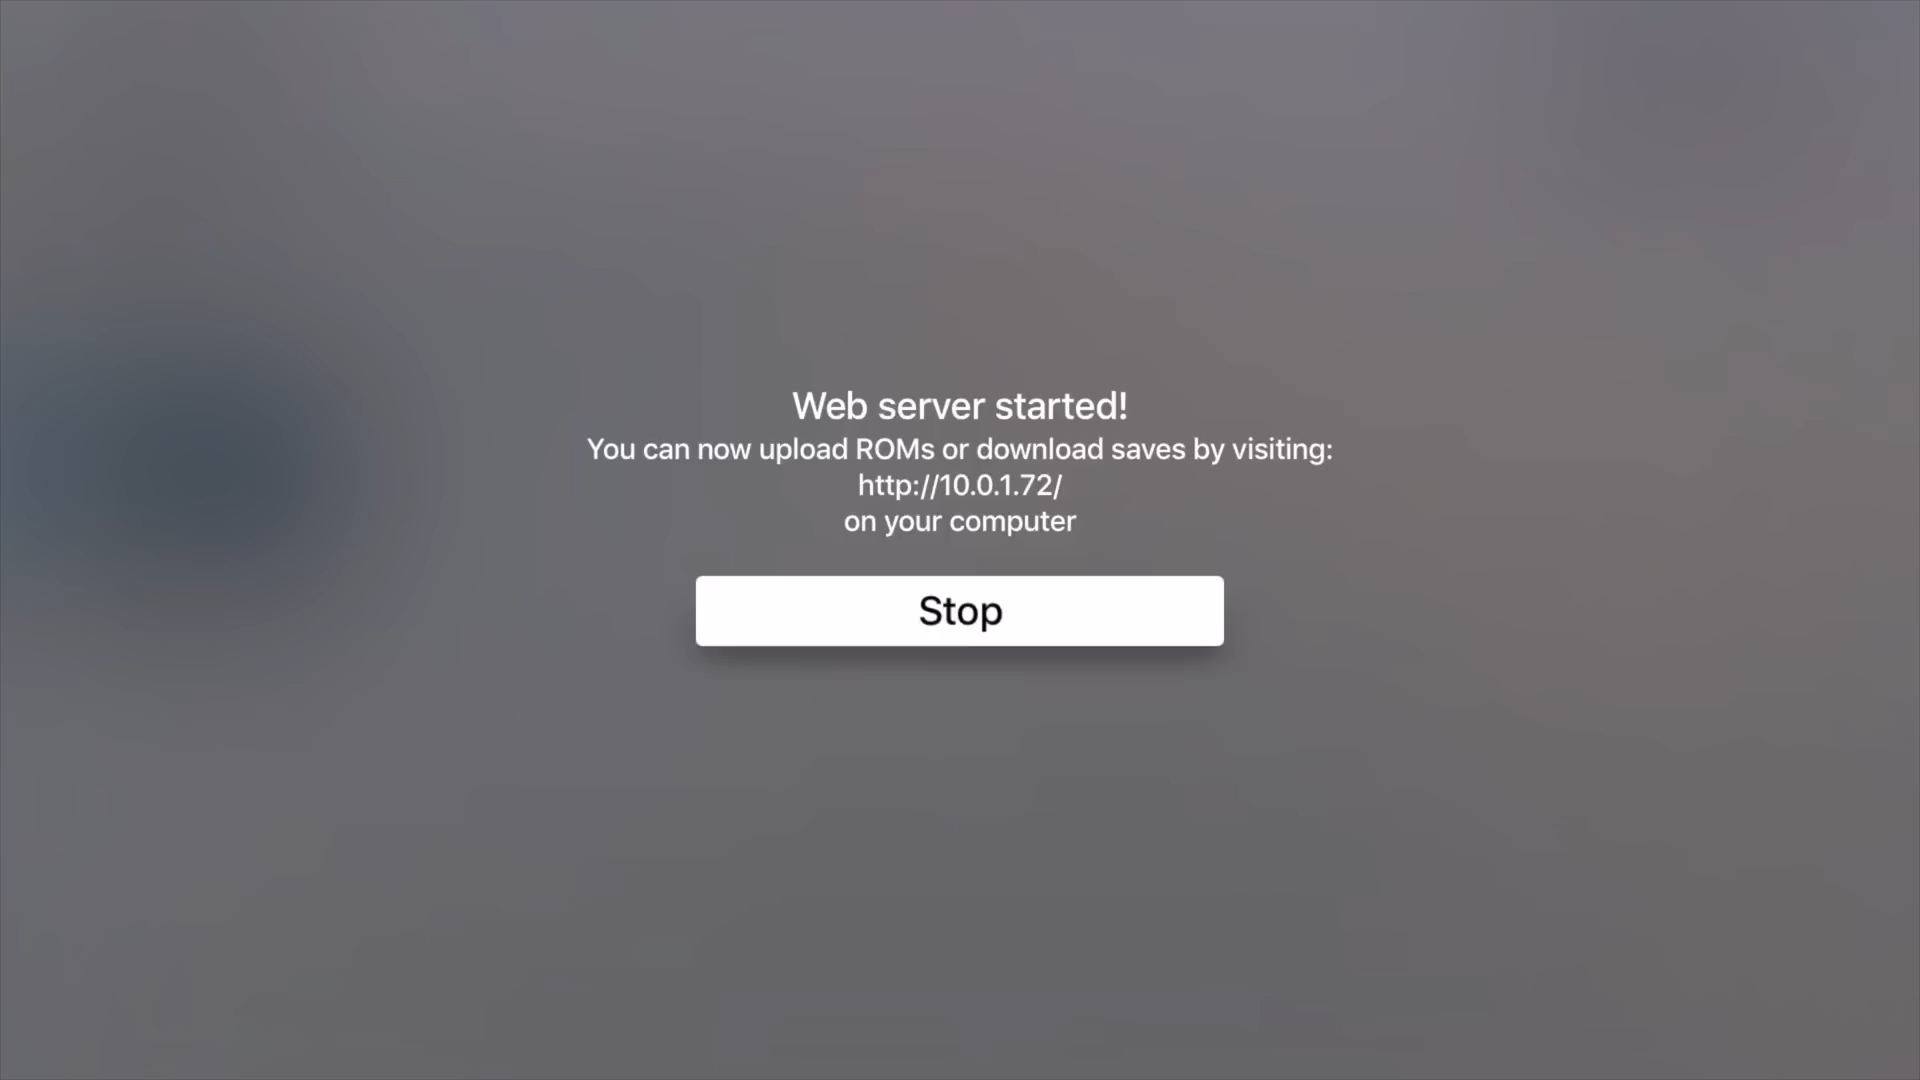 Web server started!
You can now upload ROMs or download saves by visiting:
http://10.0.1.72/
on your computer
Stop